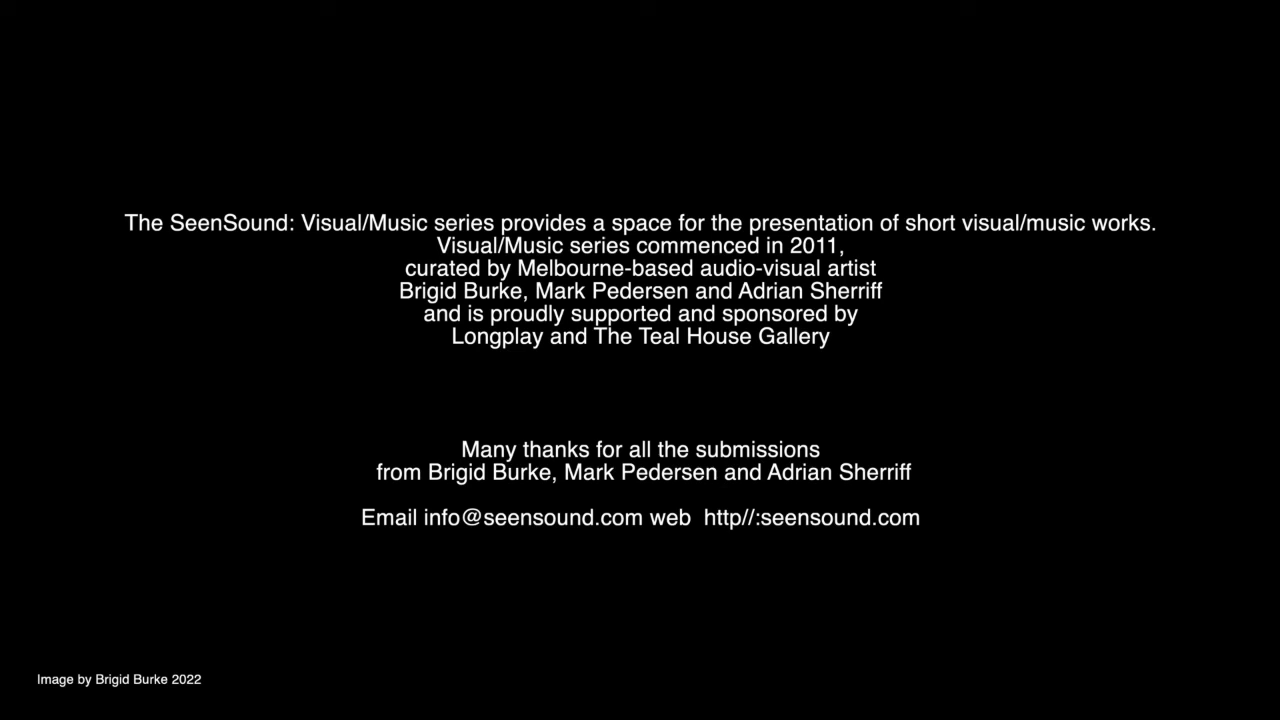 The SeenSound: Visual/Music series provides a space for the presentation of short visual/music works.
Visual/Music series commenced in 2011,
curated by Melbourne-based audio-visual artist
Brigid Burke, Mark Pedersen and Adrian Sherriff
and is proudly supported and sponsored by
Longplay and The Teal House Gallery
Many thanks for all the submissions
from Brigid Burke, Mark Pedersen and Adrian Sherriff
Email info@seensound.com web  http//:seensound.com
Image by Brigid Burke 2022